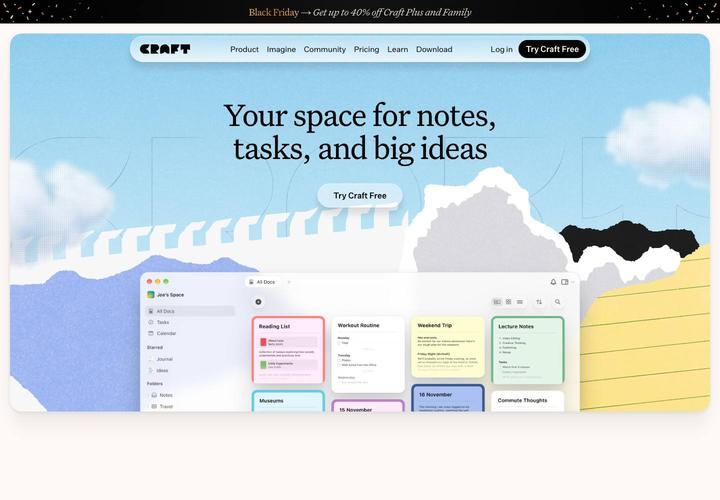 Black Friday → Get up to 40% off Craft Plus and Family
CRAFT
Product Imagine Community Pricing Learn Download
Log in Try Craft Free
Your space for notes,
tasks, and big ideas
Try Craft Free
All Docs
Joe's Space
All Docs
Tasks
Calendar
Starred
Journal
Ideas
Folders
Notes
Travel
Reading List
Workout Routine
Monday
Tuesday
Weekend Trip
Lecture Notes
Museums
15 November
16 November
Commute Thoughts